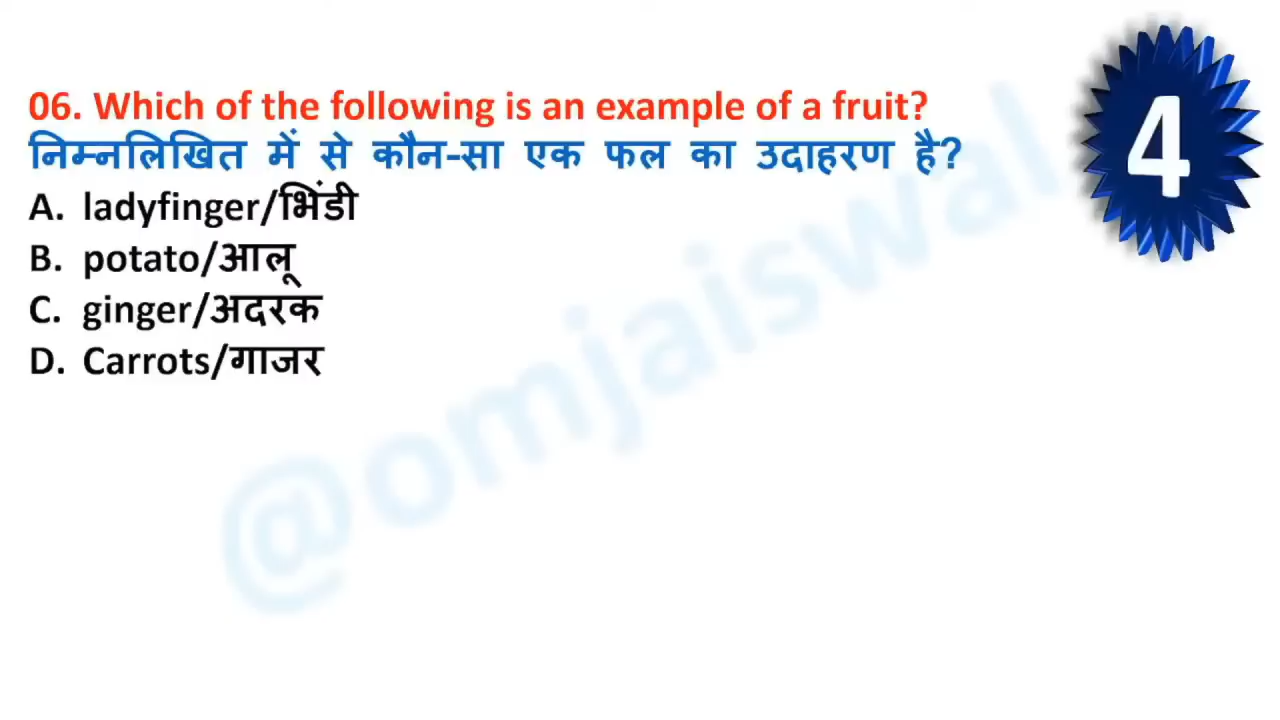 06. Which of the following is an example of a fruit?
निम्नलिखित में से कौन-सा एक फल का उदाहरण है?
A. ladyfinger/भिंडी
B. potato/आलू
C. ginger/अदरक
D. Carrots/गाजर
4
@omjaiswal